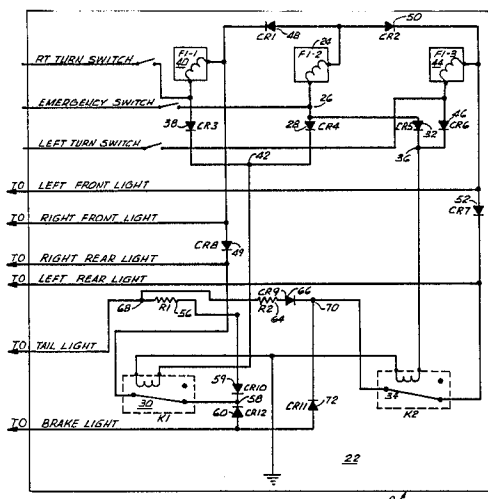 50
CR1 48
CR2
F1-1
40
F1-2
24
F1-3
44
RT TURN SWITCH
EMERGENCY SWITCH
26
38 CR3
28 CR4
CR5 32
46 CR6
LEFT TURN SWITCH
36
42
TO LEFT FRONT LIGHT
52
CR7
TO RIGHT FRONT LIGHT
CR8 49
TO RIGHT REAR LIGHT
TO LEFT REAR LIGHT
CR9 66
68 R1 56
R2 64
70
TO TAIL LIGHT
59 CR10
58
30
K1
60 CR12
CR11 72
34
K2
TO BRAKE LIGHT
22